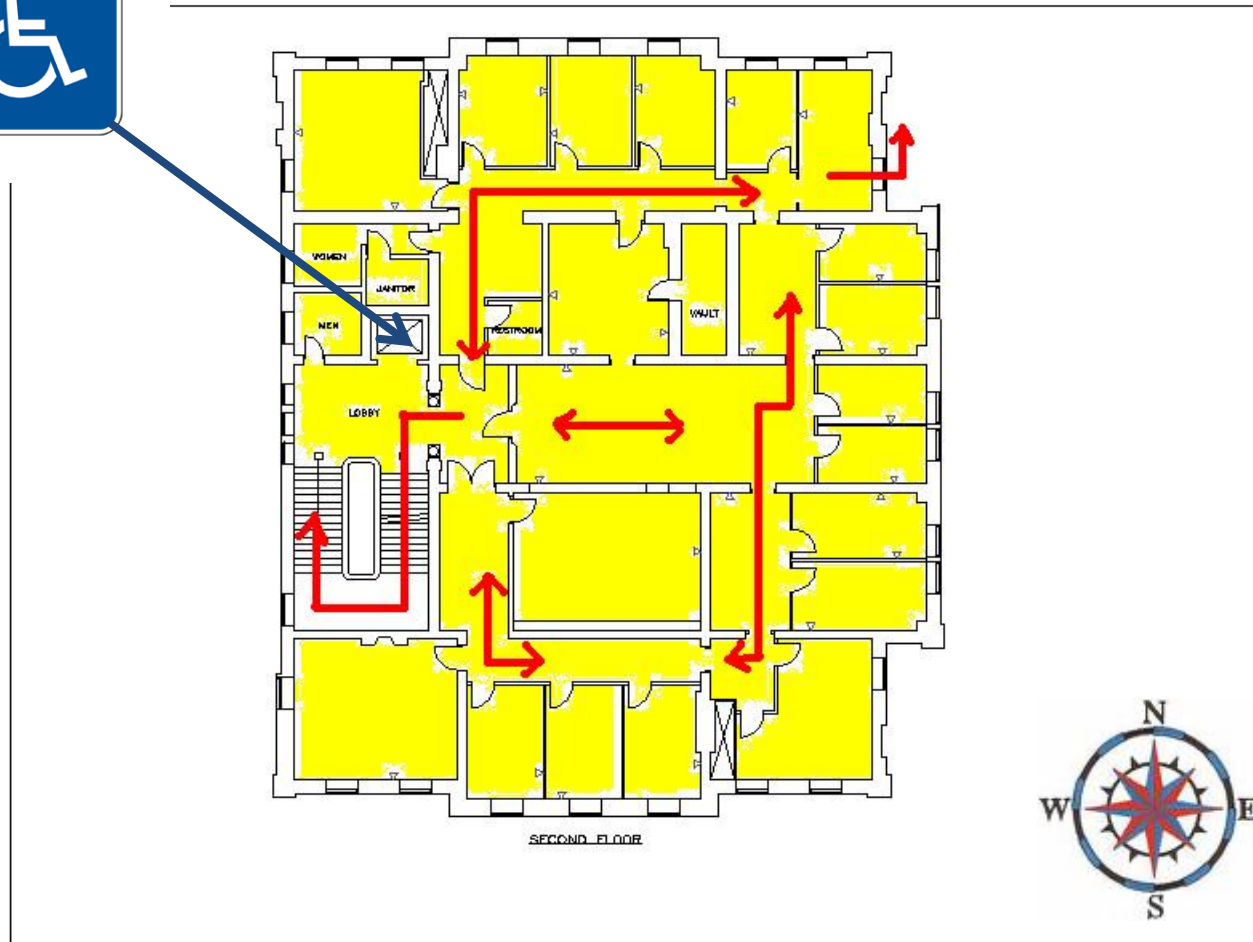 WOMEN
JANITOR
MEN
RESTROOM
VAULT
LOBBY
N
W E
S
SECOND FLOOR